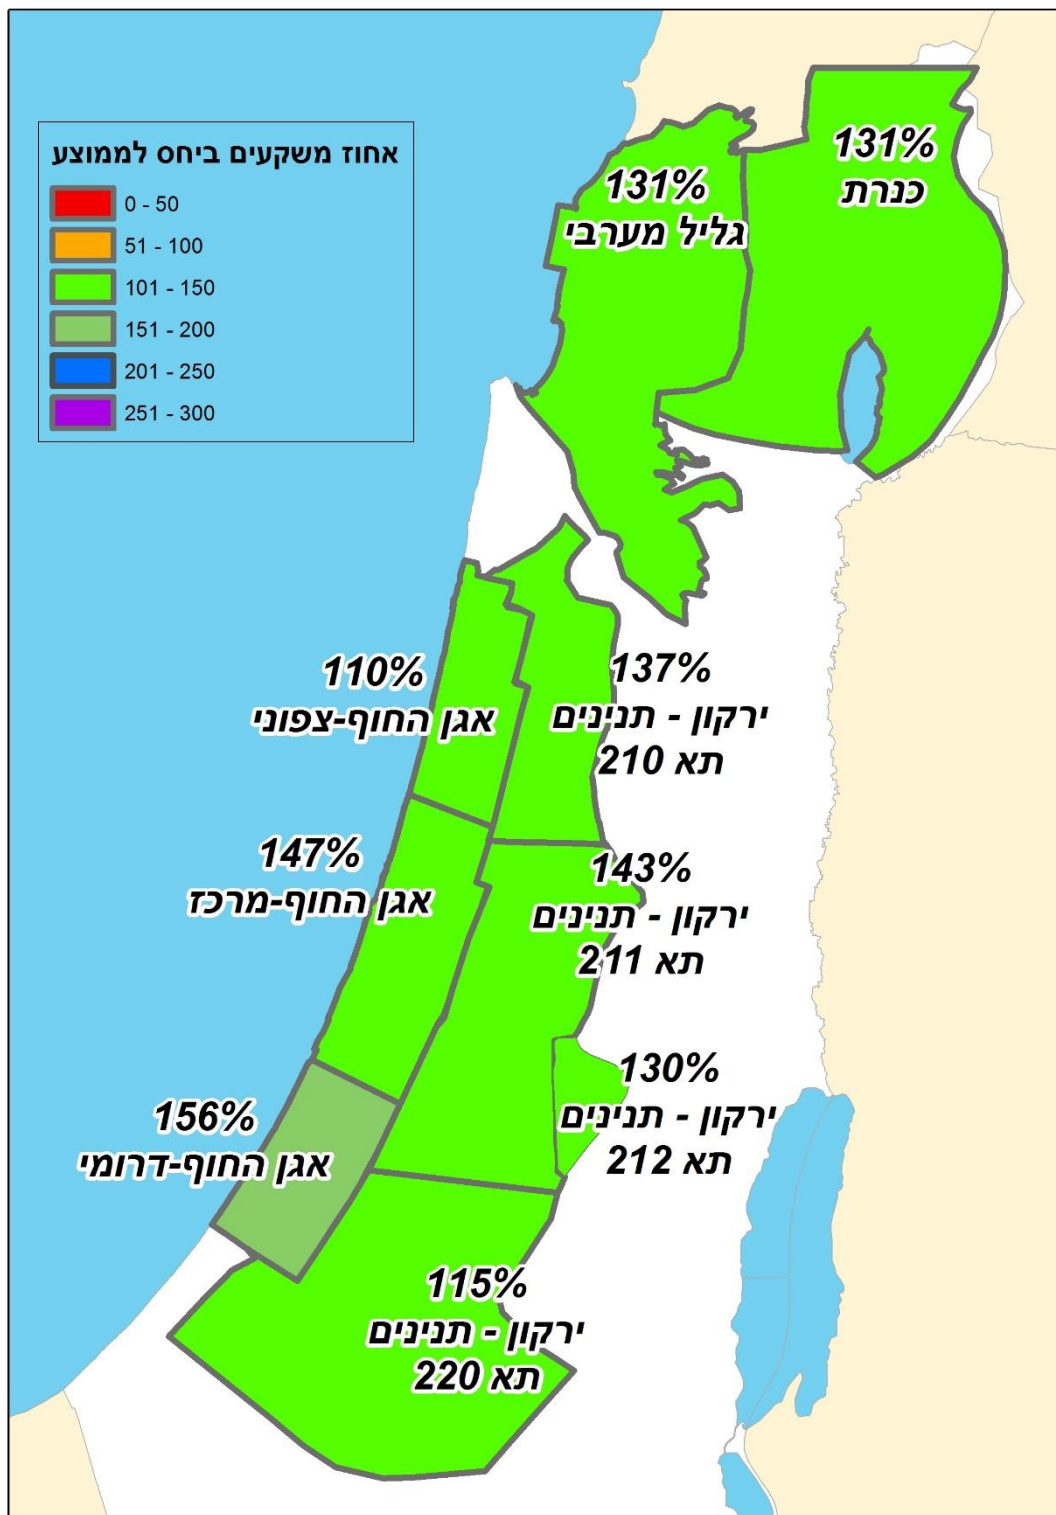 אחוז משקעים ביחס לממוצע
0 - 50
51 - 100
101 - 150
151 - 200
201 - 250
251 - 300
131%
כנרת
131%
גליל מערבי
110%
אגן החוף-צפוני
137%
ירקון - תנינים
תא 210
147%
אגן החוף-מרכז
143%
ירקון - תנינים
תא 211
156%
אגן החוף-דרומי
130%
ירקון - תנינים
תא 212
115%
ירקון - תנינים
תא 220